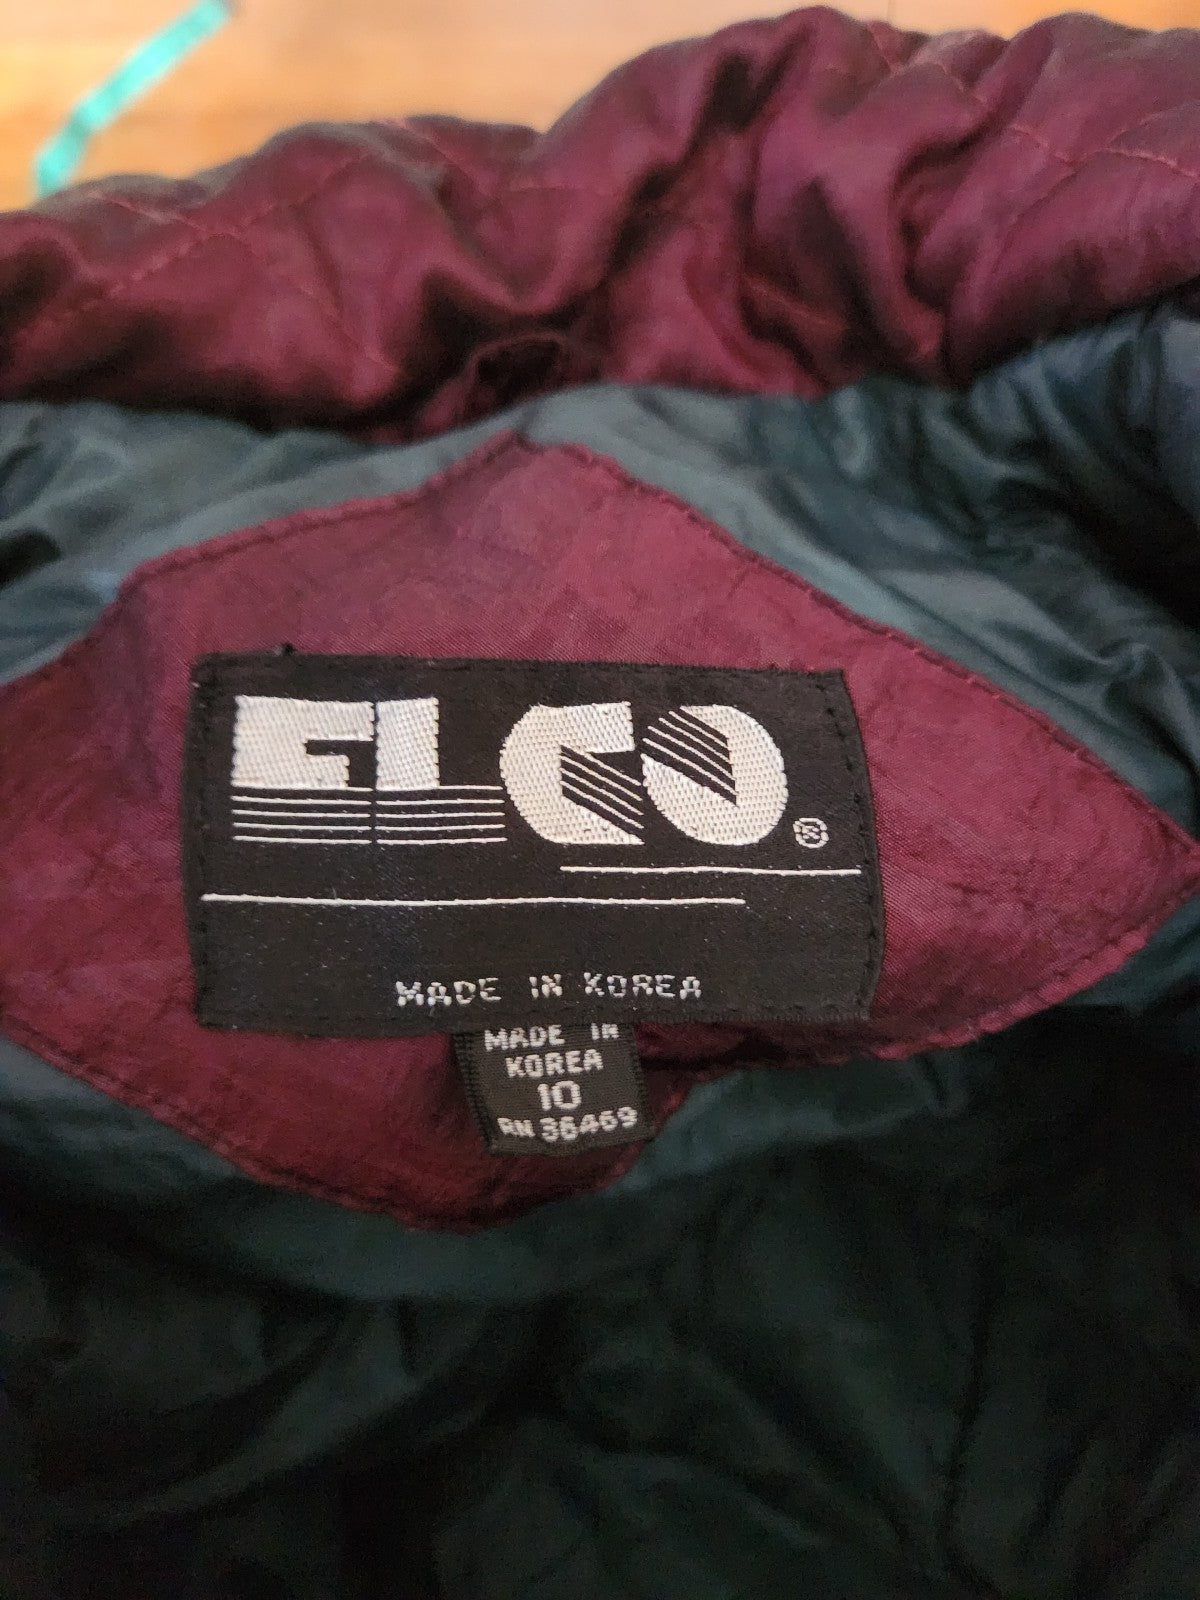 ELCO®
MADE IN KOREA
MADE IN
KOREA
10
RN 36469